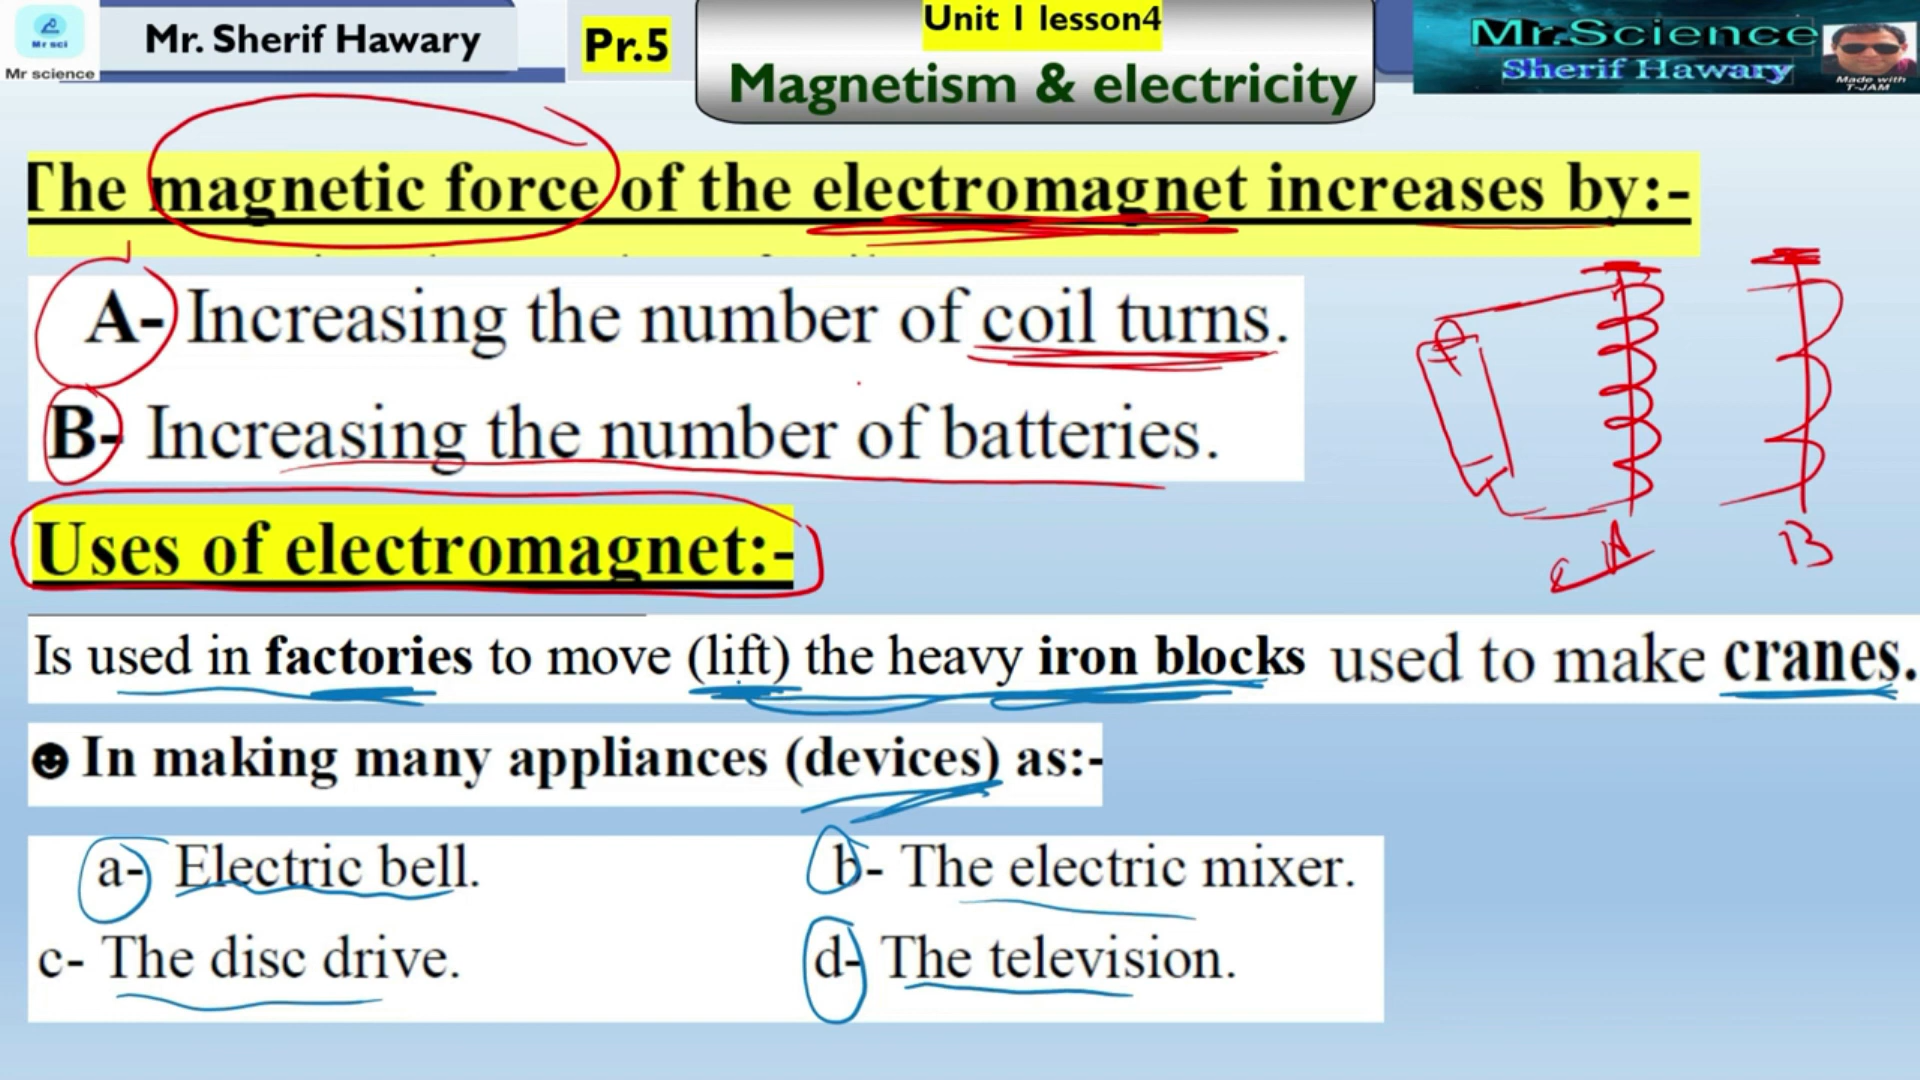 Mr sci
Mr science
Mr. Sherif Hawary
Pr.5
Unit 1 lesson4
Magnetism & electricity
Mr.Science
Sherif Hawary
Made with
T-JAM
The magnetic force of the electromagnet increases by:-
A- Increasing the number of coil turns.
B- Increasing the number of batteries.
A
B
Uses of electromagnet:-
Is used in factories to move (lift) the heavy iron blocks used to make cranes.
☻In making many appliances (devices) as:-
a- Electric bell.
b- The electric mixer.
c- The disc drive.
d- The television.